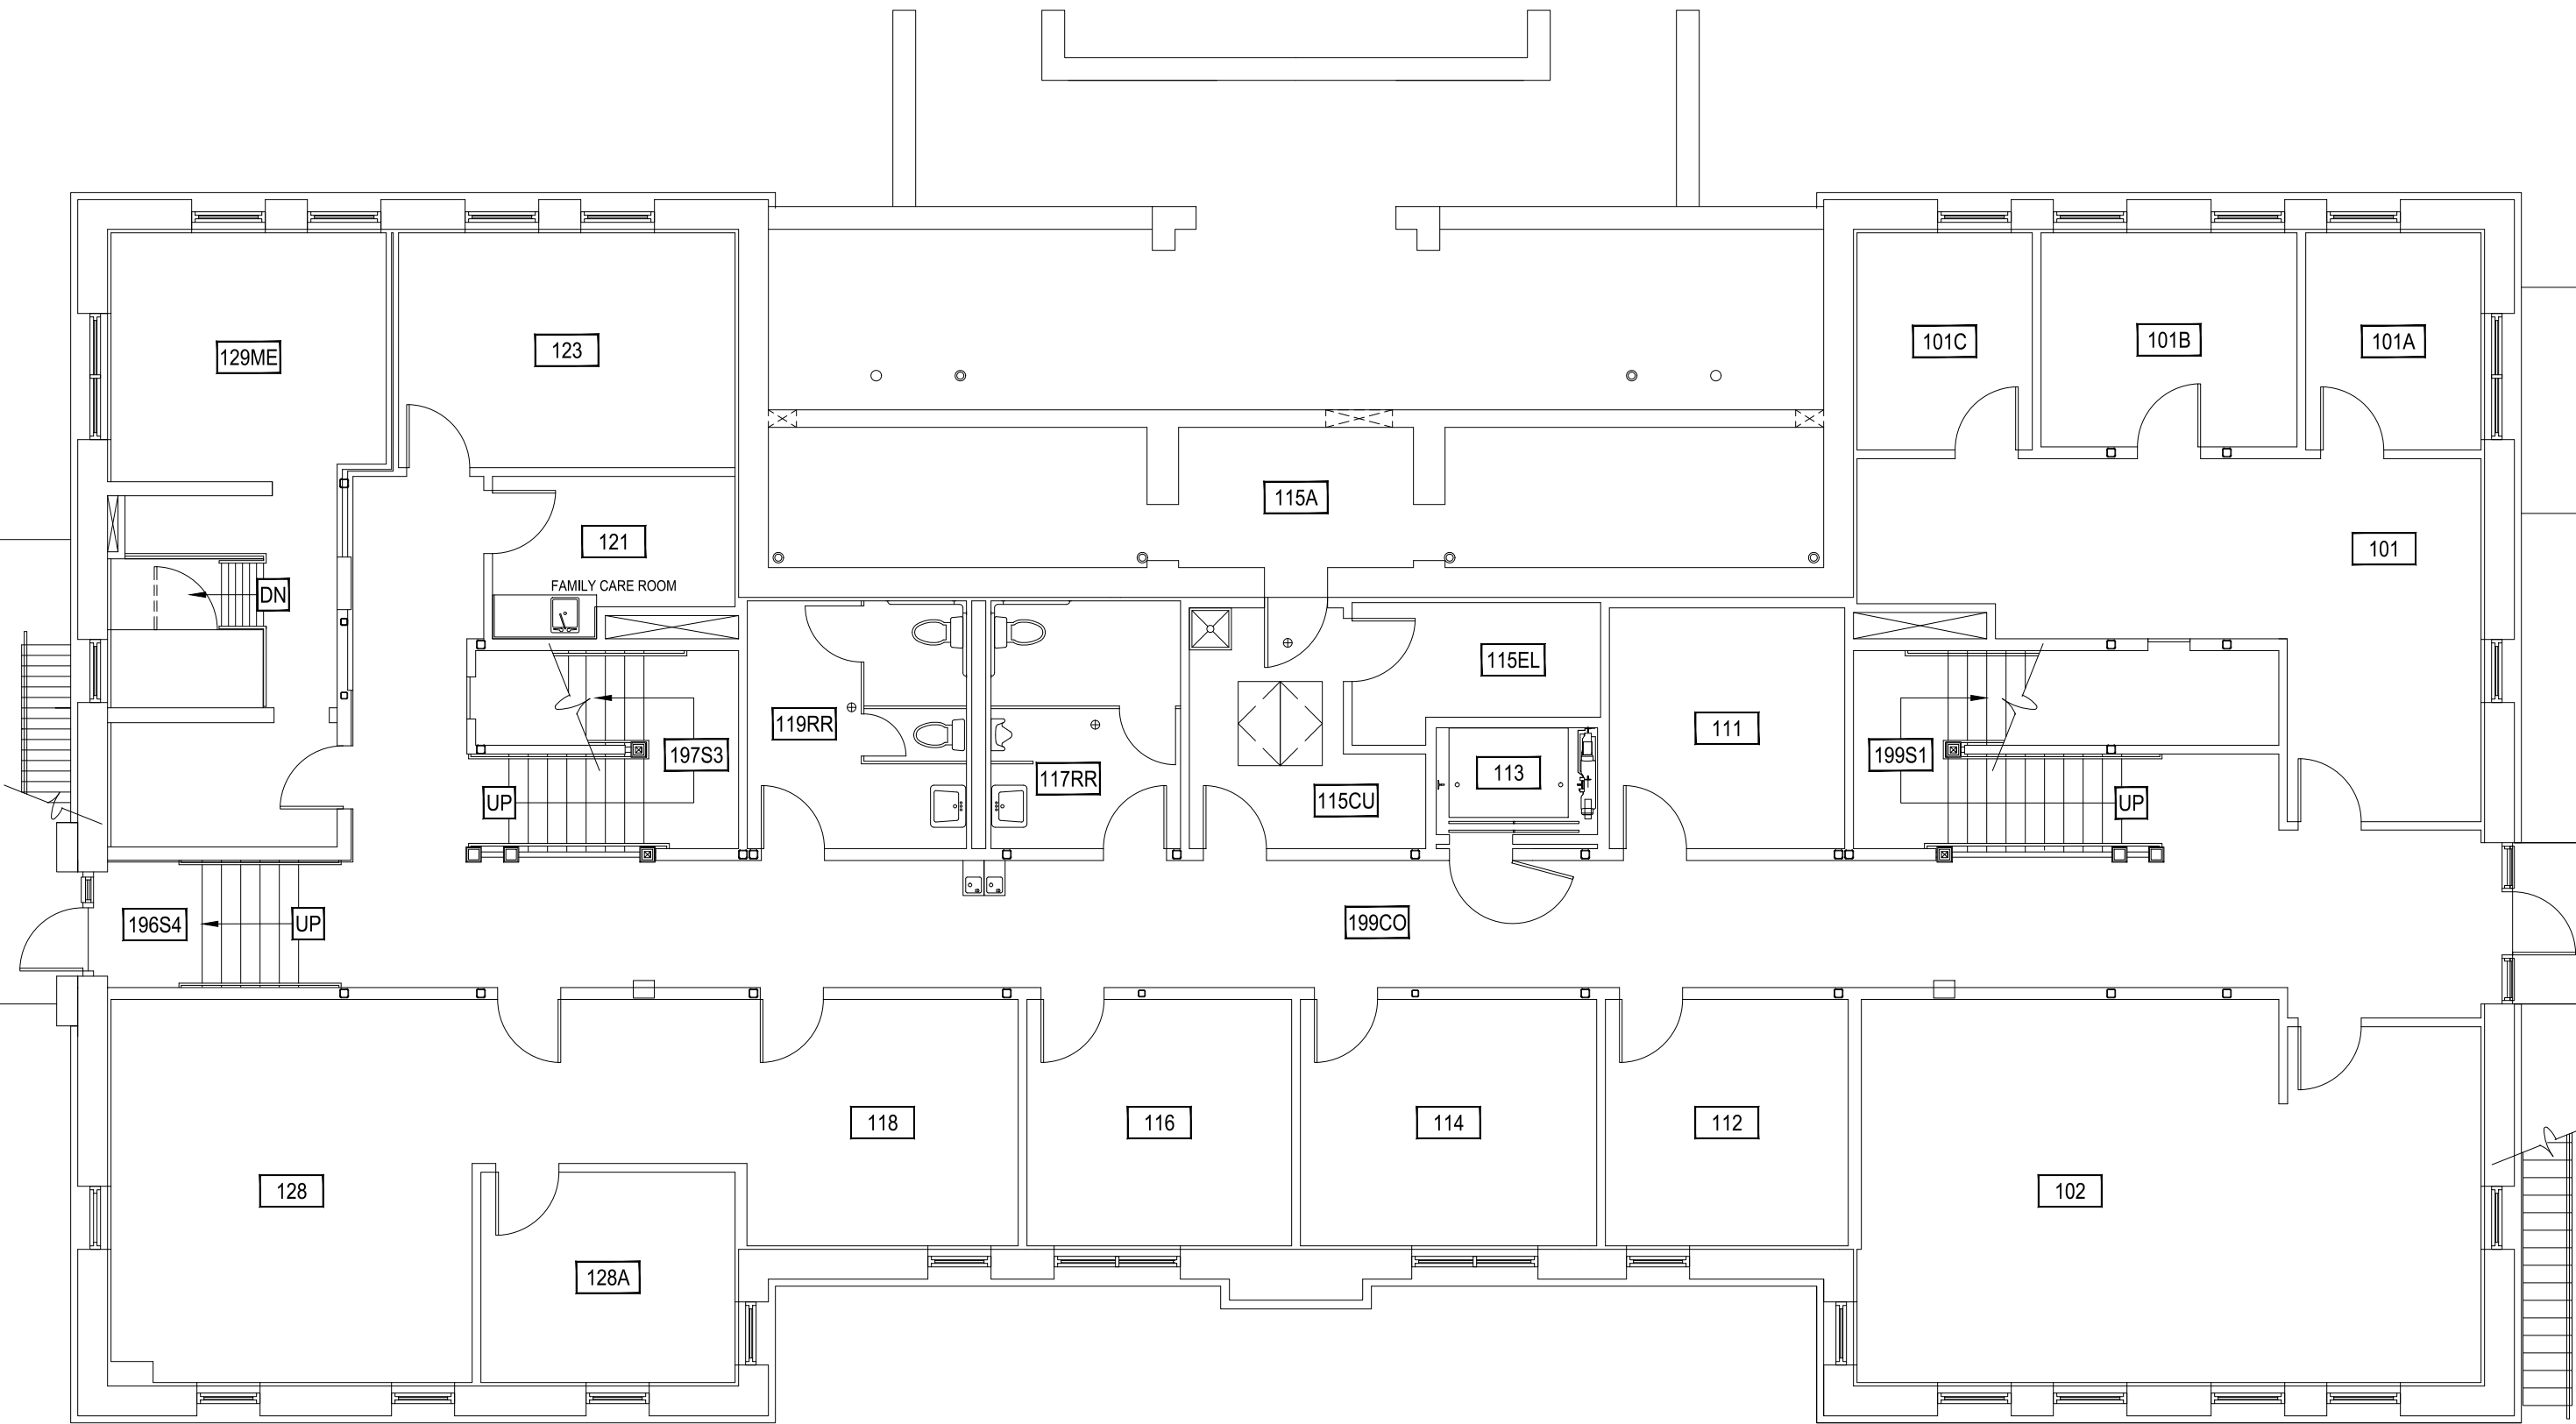 129ME
123
101C
101B
101A
115A
121
101
FAMILY CARE ROOM
DN
115EL
119RR
111
197S3
117RR
113
199S1
UP
115CU
UP
196S4
UP
199CO
118
116
114
112
128
102
128A